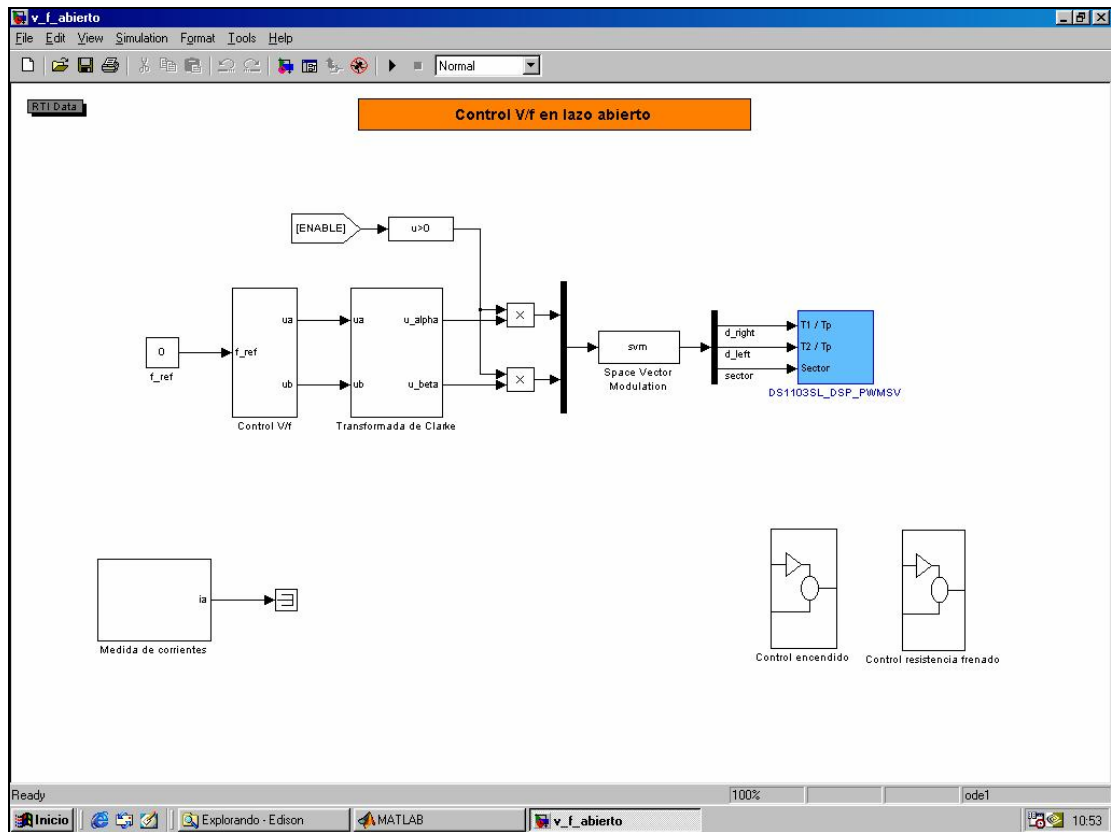 v_f_abierto
File Edit View Simulation Format Tools Help
Normal
RTI Data
Control V/f en lazo abierto
[ENABLE]
u>0
0
f_ref
f_ref
ua
ub
Control V/f
ua
ub
u_alpha
u_beta
Transformada de Clarke
×
×
svm
Space Vector
Modulation
d_right
d_left
sector
T1 / Tp
T2 / Tp
Sector
DS1103SL_DSP_PWMSV
ia
Medida de corrientes
Control encendido
Control resistencia frenado
Ready
100%
ode1
Inicio
Explorando - Edison
MATLAB
v_f_abierto
10:53